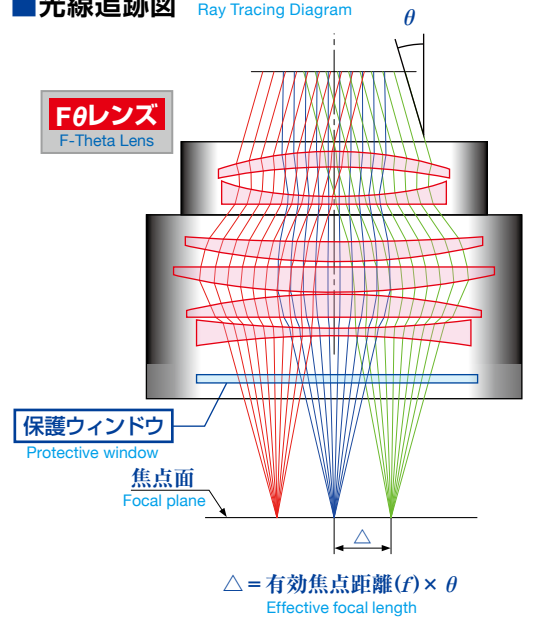 ■光線追跡図 Ray Tracing Diagram
θ
Fθレンズ
F-Theta Lens
保護ウィンドウ
Protective window
焦点面
Focal plane
△
△=有効焦点距離(f)× θ
Effective focal length